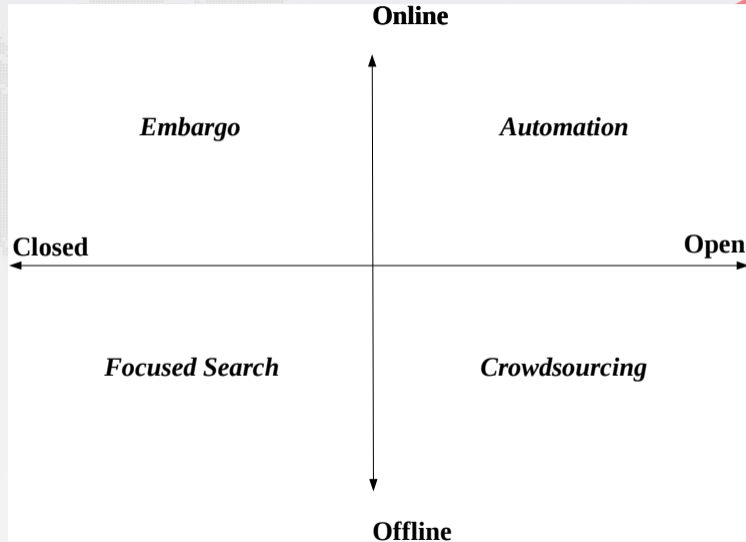 Online
Embargo
Automation
Closed
Open
Focused Search
Crowdsourcing
Offline